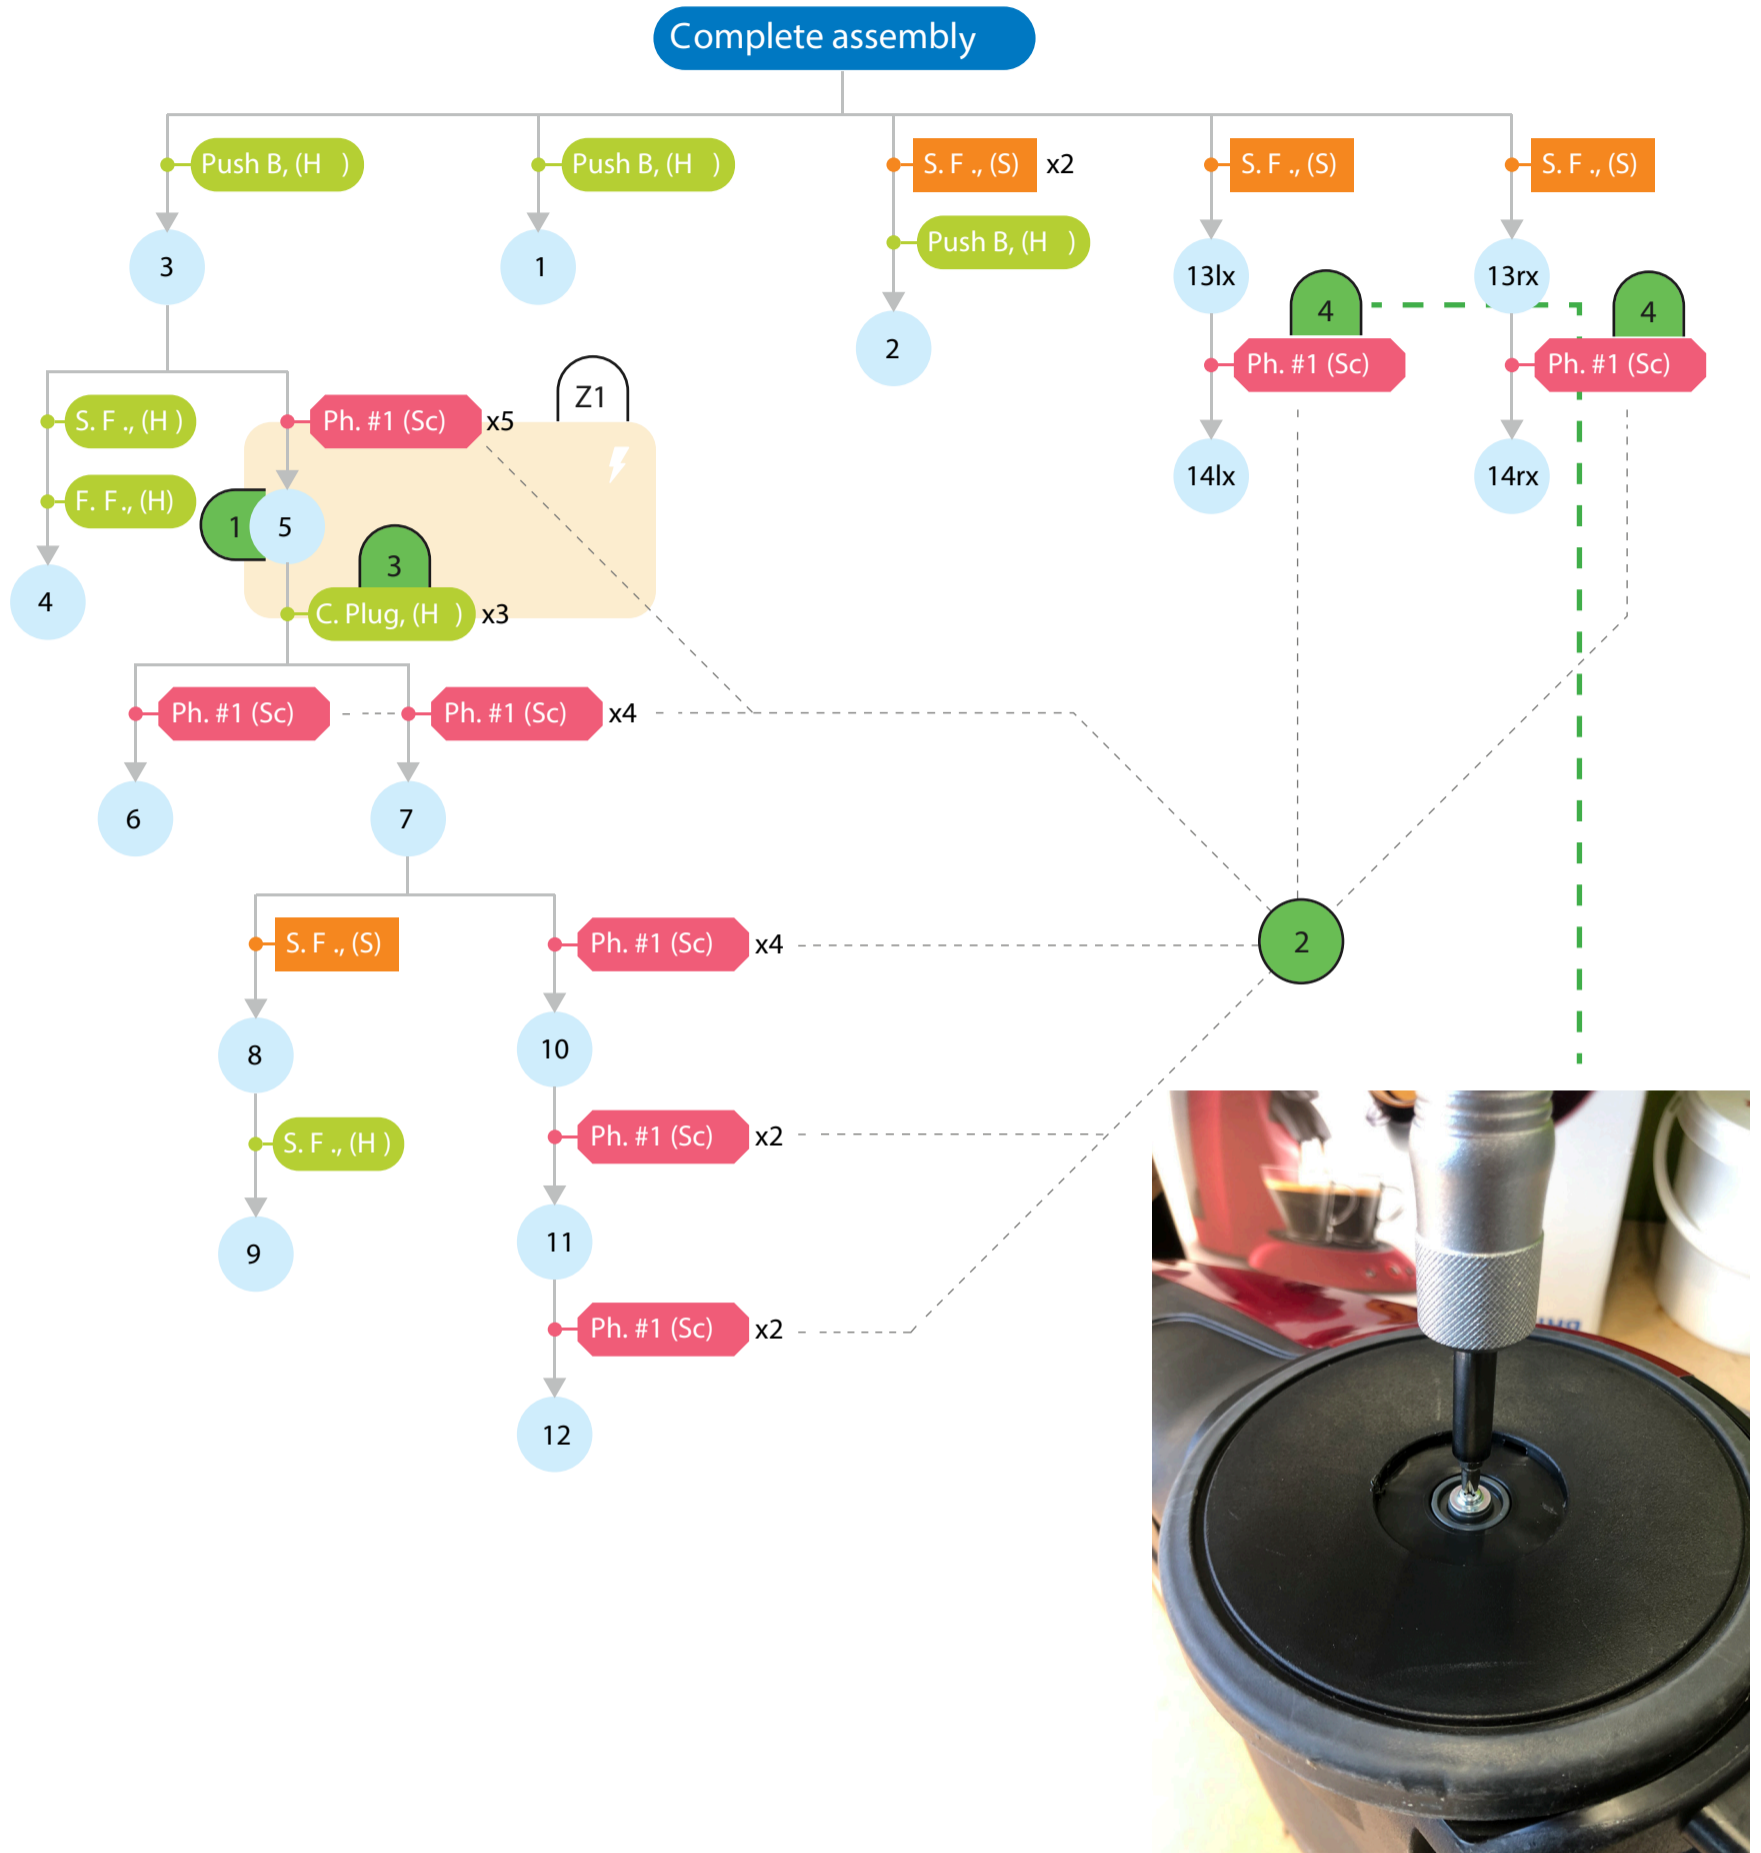 Complete assembly
Push B, (H )
Push B, (H )
S. F ., (S) x2
S. F ., (S)
S. F ., (S)
Push B, (H )
3
1
13lx
13rx
4
4
2
Ph. #1 (Sc)
Ph. #1 (Sc)
Z1
S. F ., (H )
Ph. #1 (Sc) x5
14lx
14rx
F. F., (H)
1
5
3
4
C. Plug, (H ) x3
Ph. #1 (Sc)
Ph. #1 (Sc) x4
6
7
S. F ., (S)
Ph. #1 (Sc) x4
2
8
10
S. F ., (H )
Ph. #1 (Sc) x2
9
11
Ph. #1 (Sc) x2
12